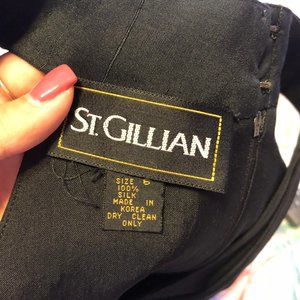 ST. GILLIAN
SIZE 6
100%
SILK
MADE IN
KOREA
DRY CLEAN
ONLY